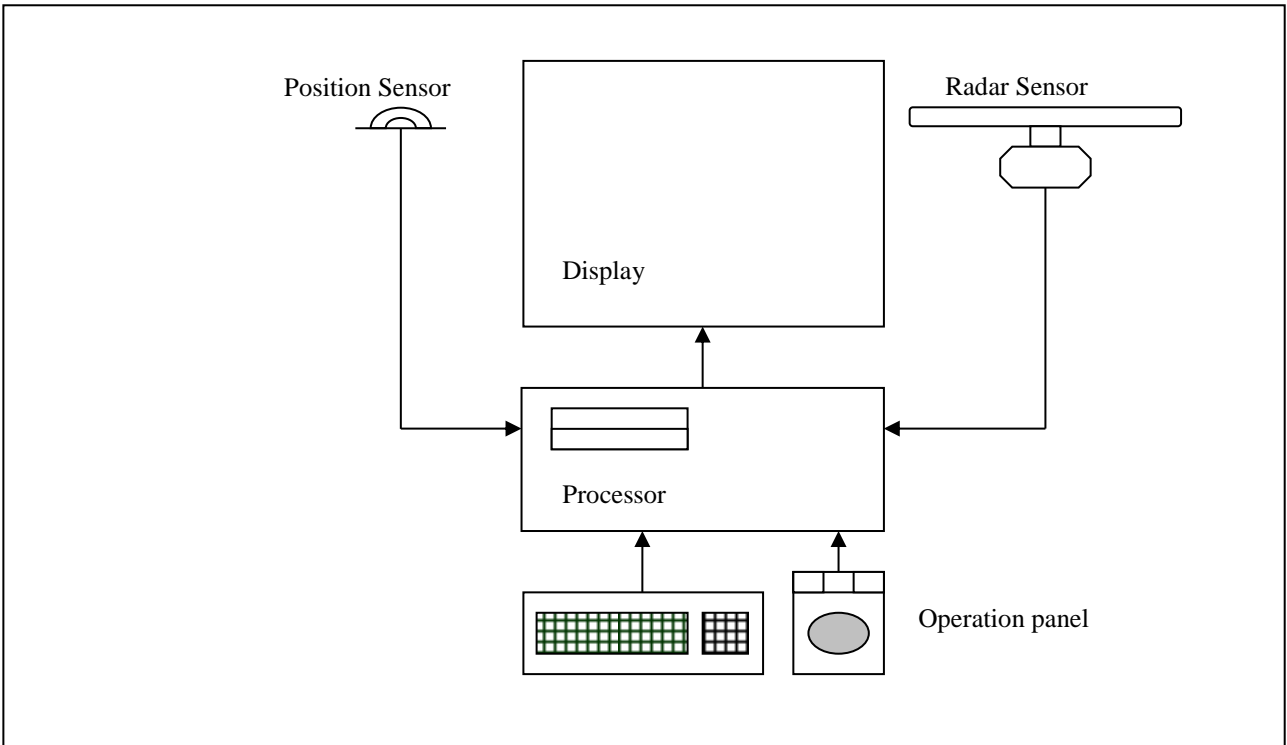 Position Sensor
Radar Sensor
Display
Processor
Operation panel